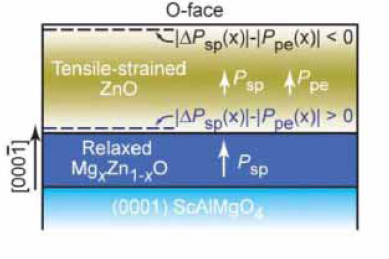 O-face
|ΔPsp(x)|-|Ppe(x)| < 0
Tensile-strained
ZnO
Psp
Ppe
|ΔPsp(x)|-|Ppe(x)| > 0
[0001̄]
Relaxed
MgxZn1-xO
Psp
(0001) ScAlMgO4